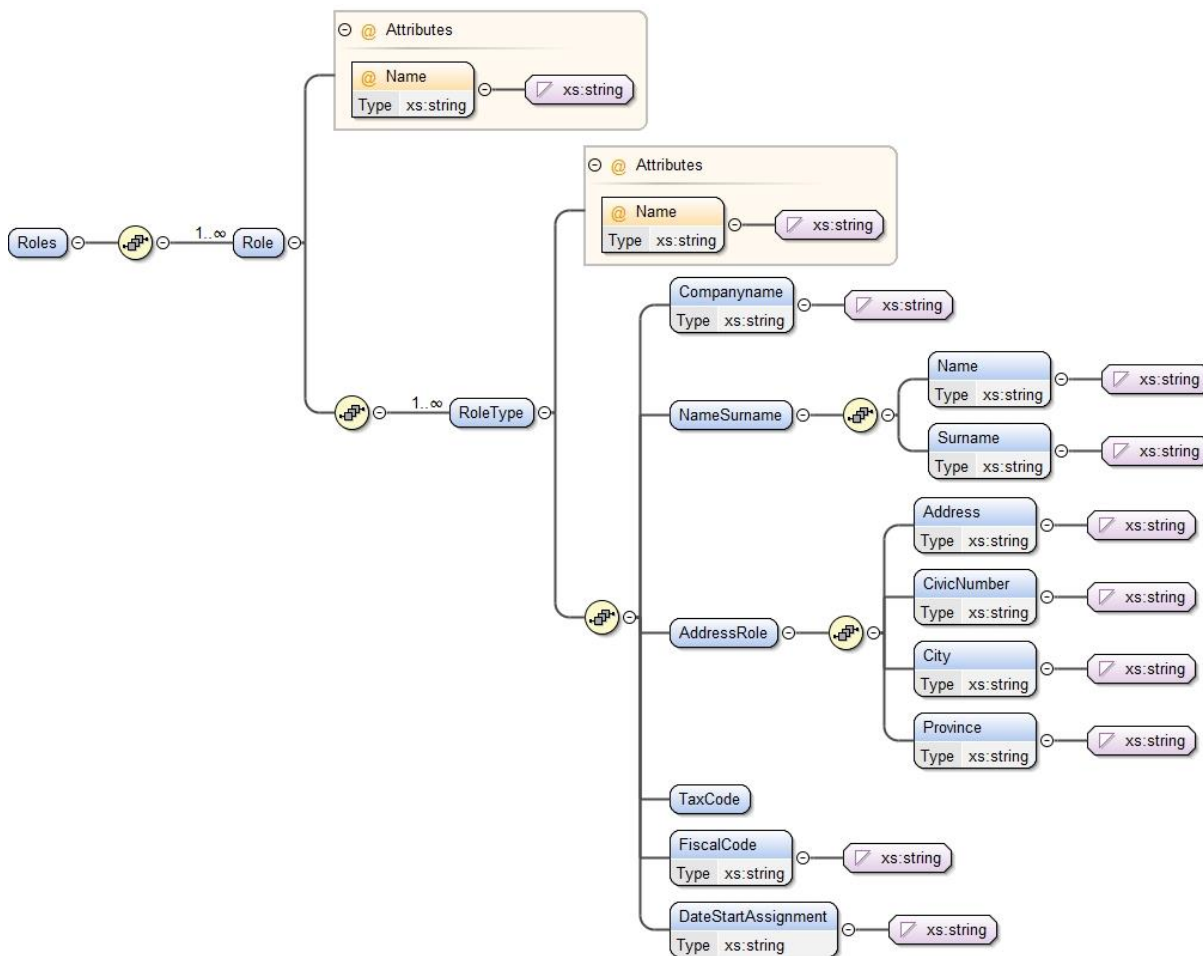 @ Attributes
@ Name
Type xs:string
xs:string
@ Attributes
@ Name
Type xs:string
xs:string
Roles
1..∞
Role
Companyname
Type xs:string
xs:string
Name
Type xs:string
xs:string
1..∞
RoleType
NameSurname
Surname
Type xs:string
xs:string
Address
Type xs:string
xs:string
CivicNumber
Type xs:string
xs:string
AddressRole
City
Type xs:string
xs:string
Province
Type xs:string
xs:string
TaxCode
FiscalCode
Type xs:string
xs:string
DateStartAssignment
Type xs:string
xs:string